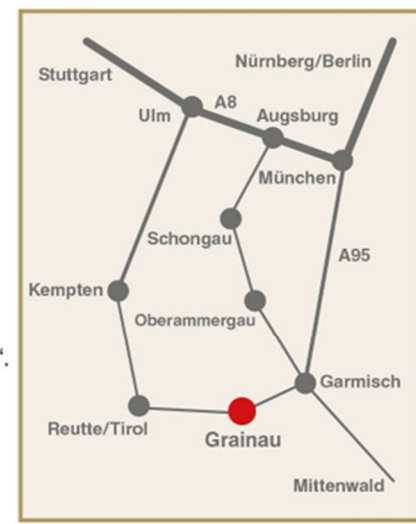 Nürnberg/Berlin
Stuttgart
A8
Ulm
Augsburg
München
Schongau
A95
Kempten
Oberammergau
“.
Garmisch
Reutte/Tirol
Grainau
Mittenwald